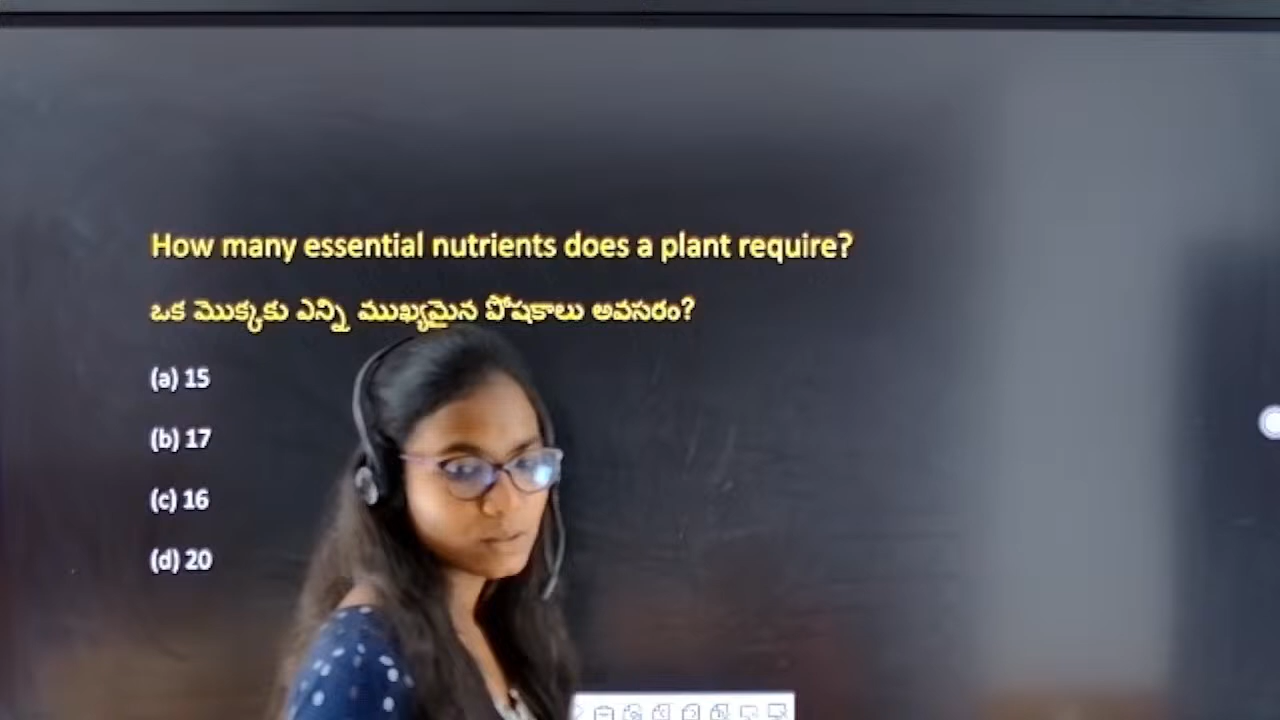 How many essential nutrients does a plant require?
ఒక మొక్కకు ఎన్ని ముఖ్యమైన పోషకాలు అవసరం?
(a) 15
(b) 17
(c) 16
(d) 20